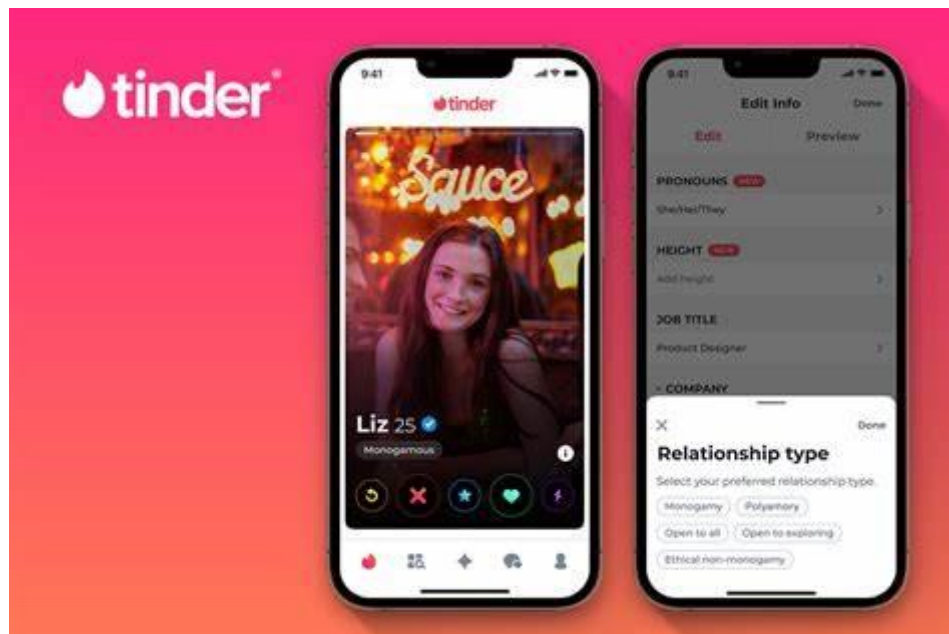 tinder
9:41
tinder
Sauce
Liz 25
Monogamous
9:41
Edit Info
Done
Edit
Preview
PRONOUNS NEW
She/Her/They
HEIGHT NEW
Add height
JOB TITLE
Product Designer
COMPANY
Done
Relationship type
Select your preferred relationship type.
Monogamy
Polyamory
Open to all
Open to exploring
Ethical non-monogamy